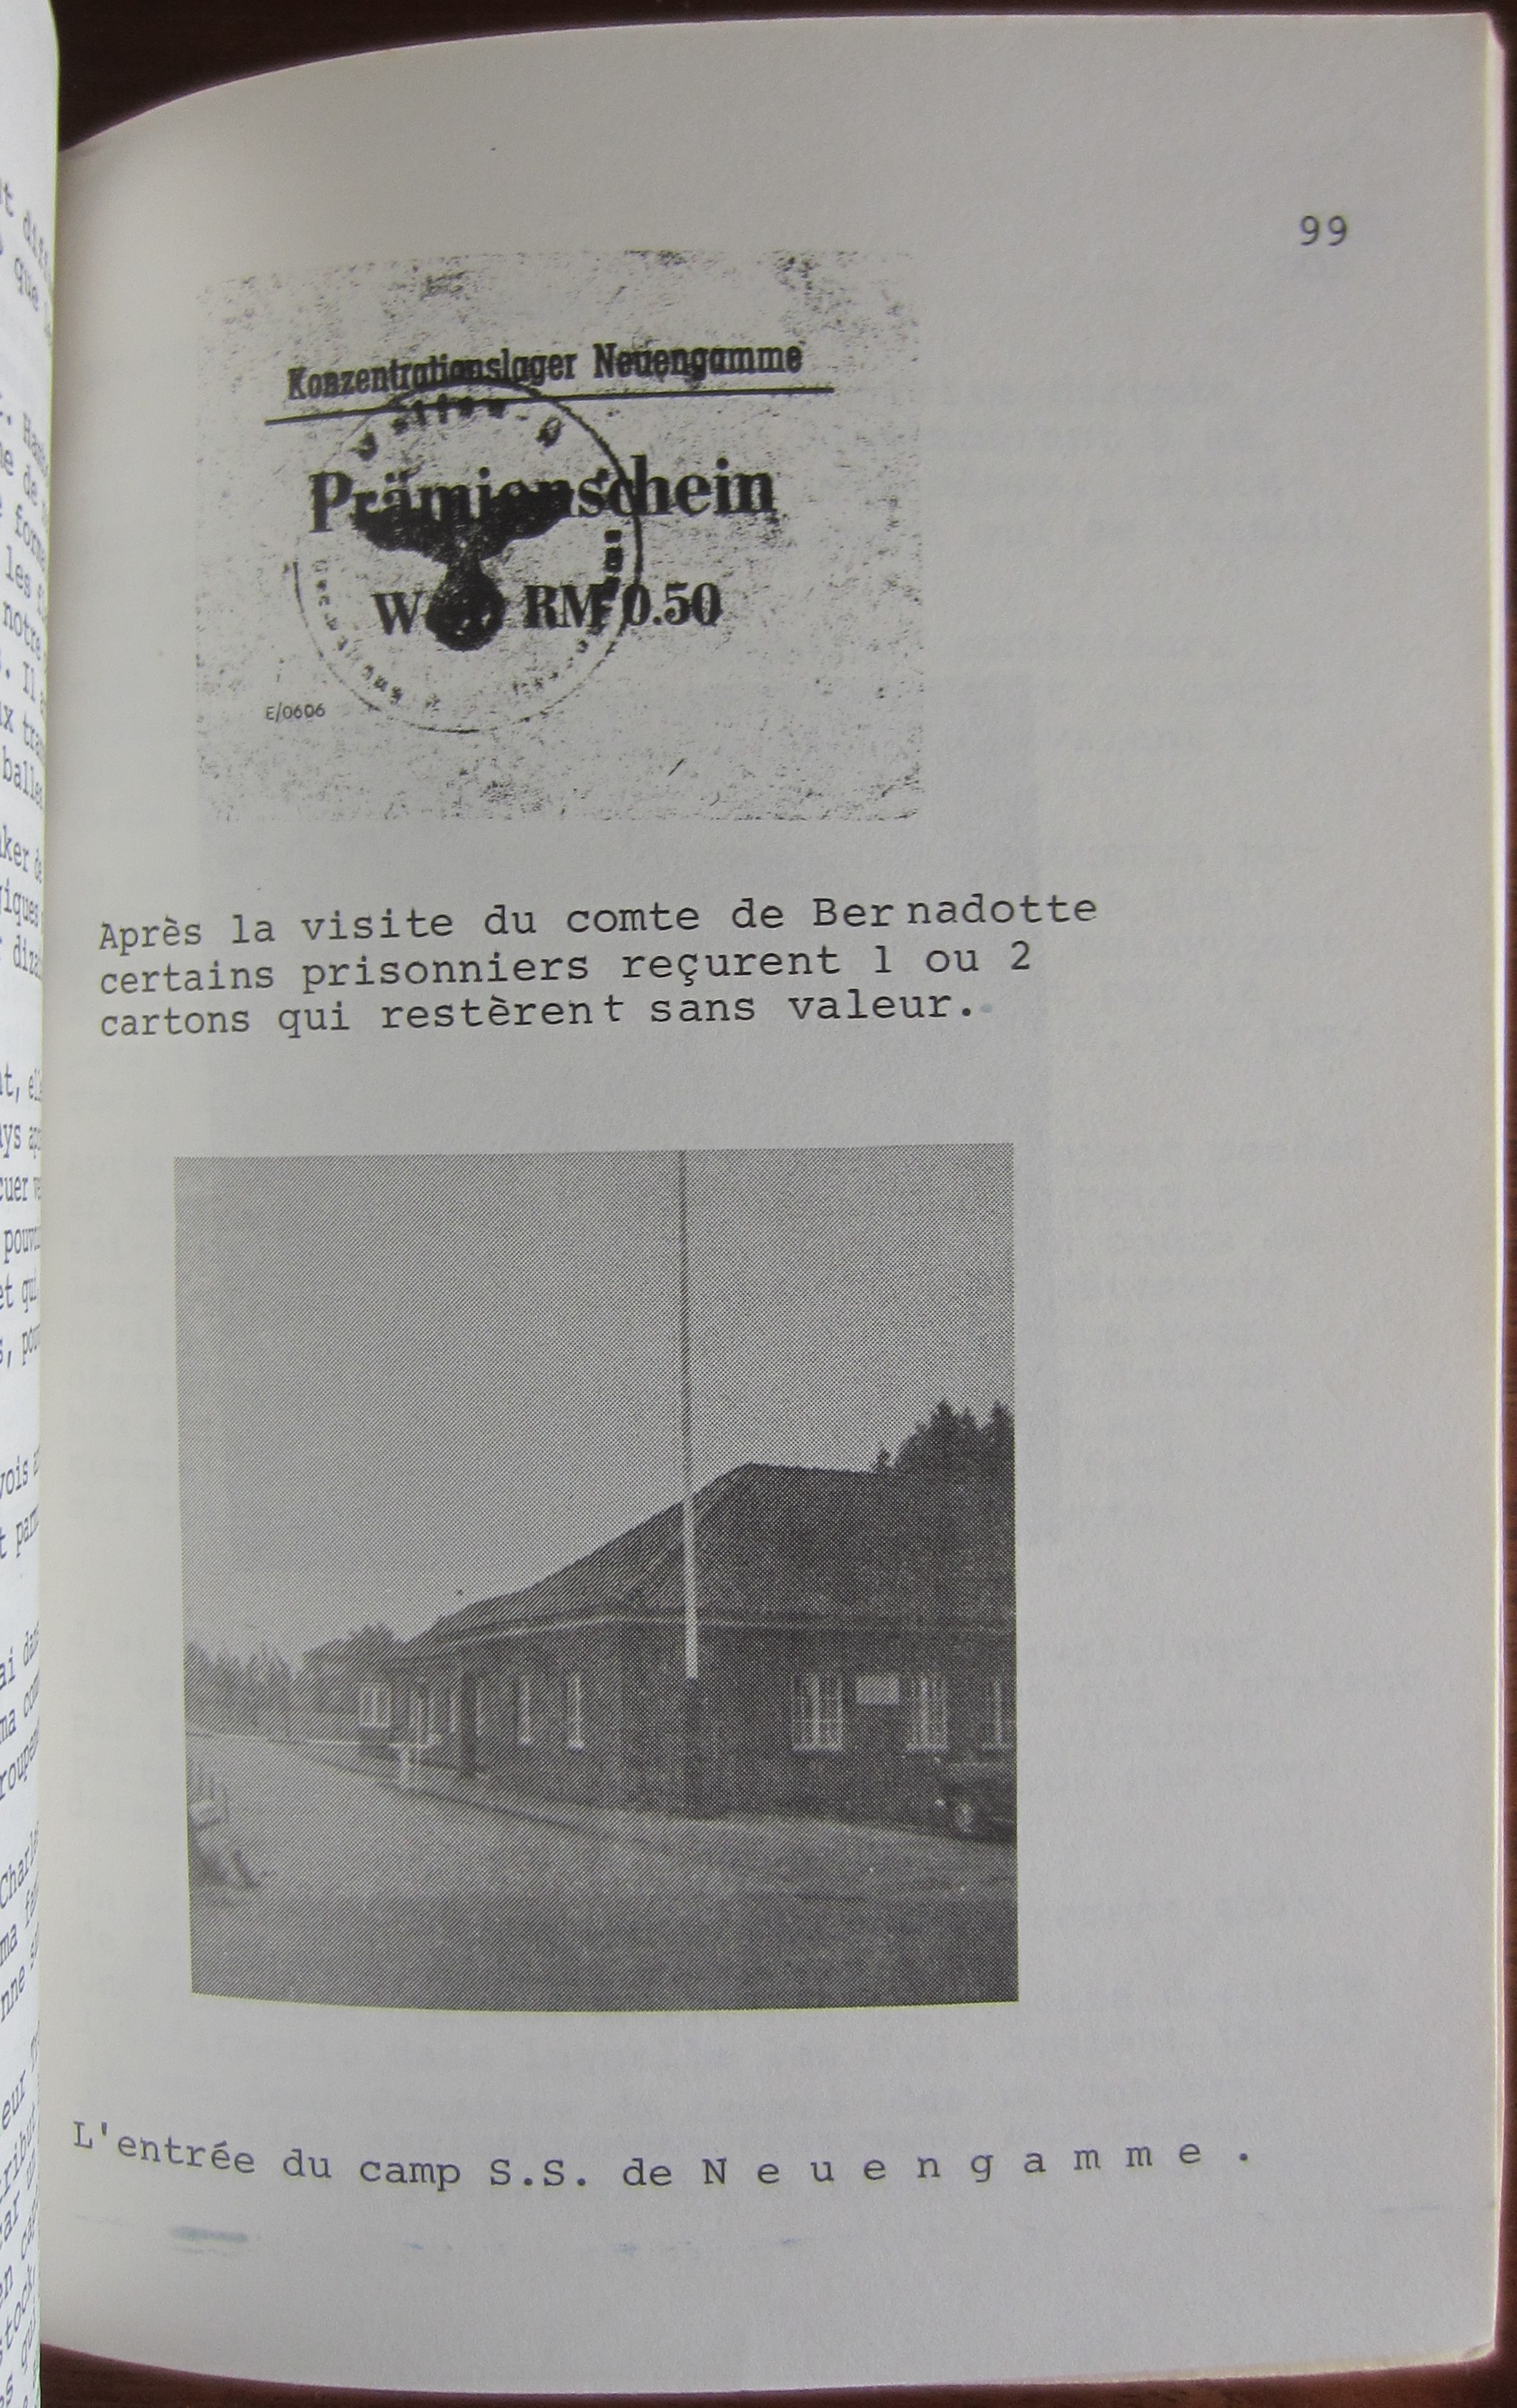 99
Konzentrationslager Neuengamme
Prämienschein
RM 0.50
E/0606
Après la visite du comte de Bernadotte
certains prisonniers reçurent 1 ou 2
cartons qui restèrent sans valeur.
L'entrée du camp S.S. de N e u e n g a m m e .